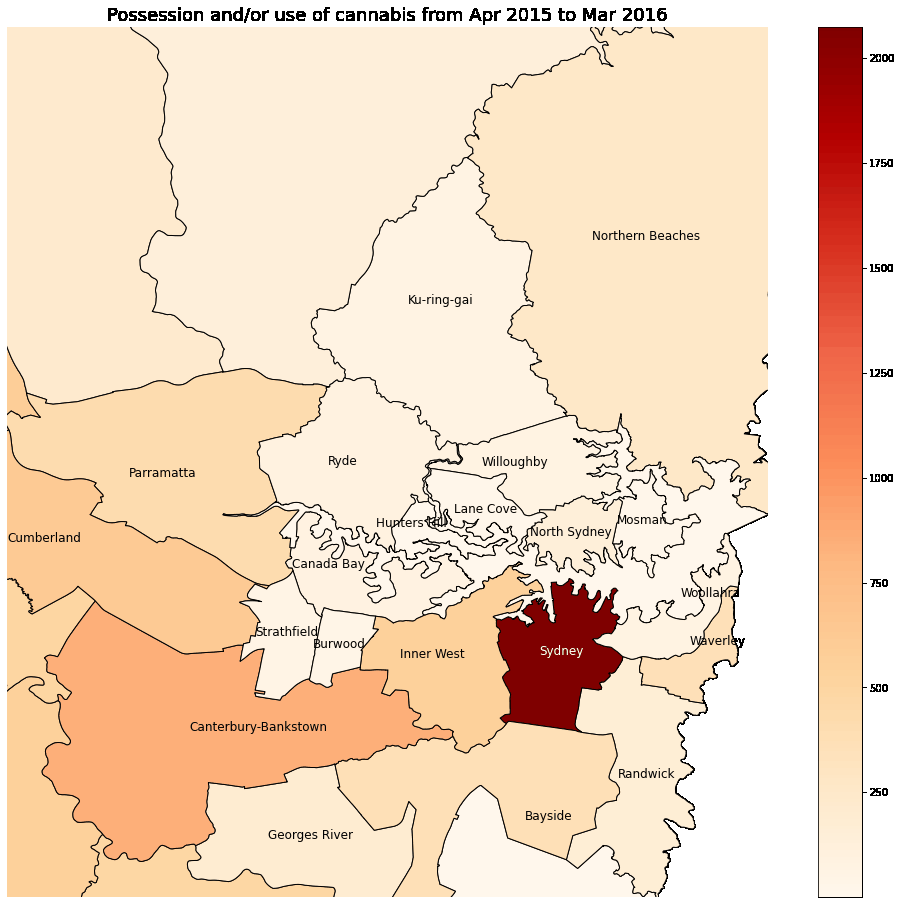 Possession and/or use of cannabis from Apr 2015 to Mar 2016
2000
1750
1500
1250
1000
750
500
250
Northern Beaches
Ku-ring-gai
Ryde
Willoughby
Parramatta
Lane Cove
Mosman
Hunters Hill
North Sydney
Cumberland
Canada Bay
Woollahra
Strathfield
Burwood
Waverley
Inner West
Sydney
Canterbury-Bankstown
Randwick
Bayside
Georges River